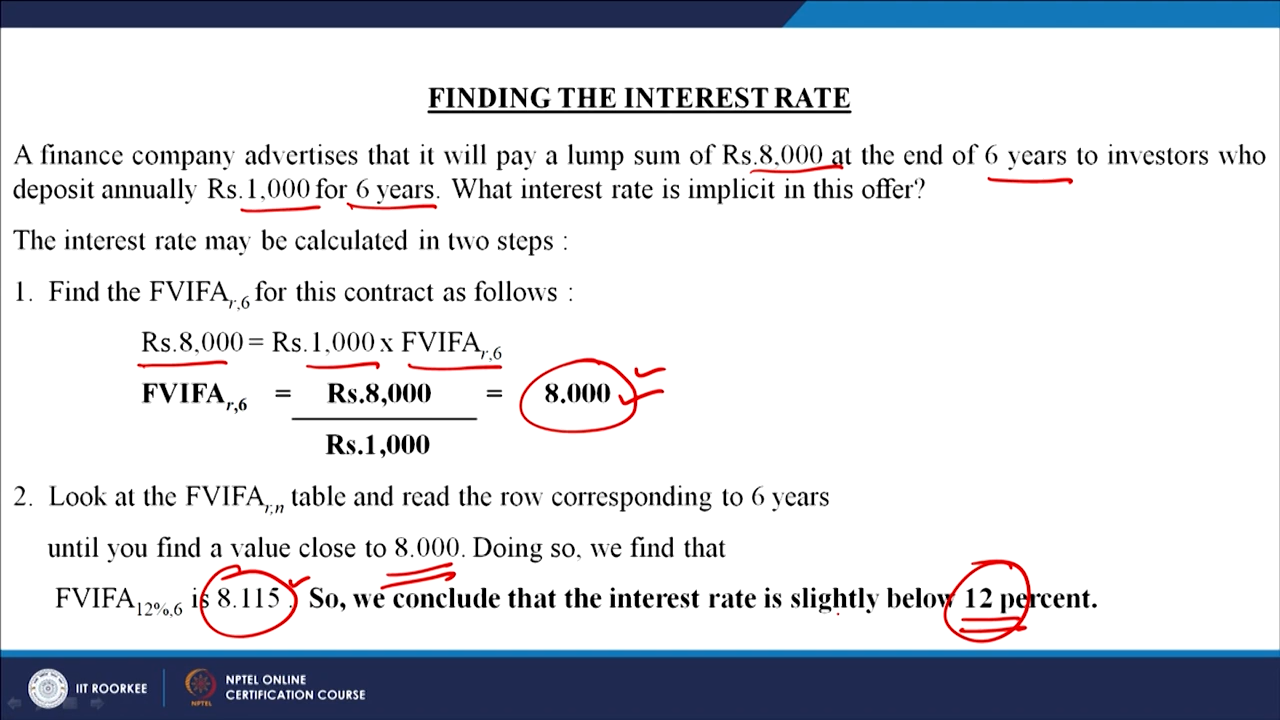 FINDING THE INTEREST RATE
A finance company advertises that it will pay a lump sum of Rs.8,000 at the end of 6 years to investors who
deposit annually Rs.1,000 for 6 years. What interest rate is implicit in this offer?
The interest rate may be calculated in two steps :
1. Find the FVIFAr,6 for this contract as follows :
Rs.8,000 = Rs.1,000 x FVIFAr,6
FVIFAr,6 = Rs.8,000 = 8.000
Rs.1,000
2. Look at the FVIFAr,n table and read the row corresponding to 6 years
until you find a value close to 8.000. Doing so, we find that
FVIFA12%,6 is 8.115 . So, we conclude that the interest rate is slightly below 12 percent.
IIT ROORKEE
NPTEL ONLINE
CERTIFICATION COURSE
NPTEL